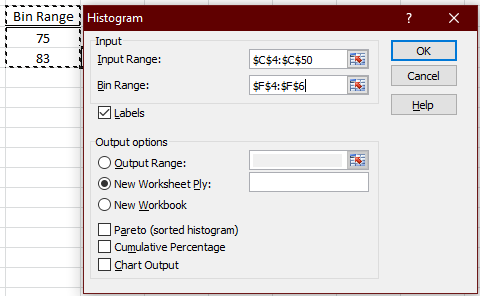 Bin Range
75
83
Histogram
Input
Input Range:
$C$4:$C$50
Bin Range:
$F$4:$F$6
Labels
Output options
Output Range:
New Worksheet Ply:
New Workbook
Pareto (sorted histogram)
Cumulative Percentage
Chart Output
OK
Cancel
Help